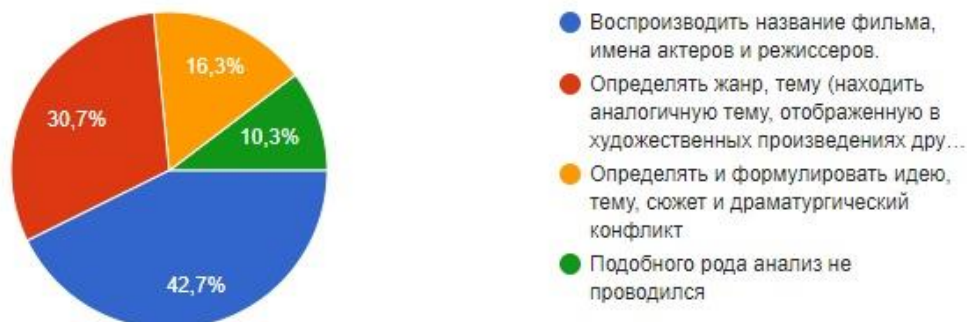 16,3%
30,7%
10,3%
42,7%
Воспроизводить название фильма,
имена актеров и режиссеров.
Определять жанр, тему (находить
аналогичную тему, отображенную в
художественных произведениях дру...
Определять и формулировать идею,
тему, сюжет и драматургический
конфликт
Подобного рода анализ не
проводился